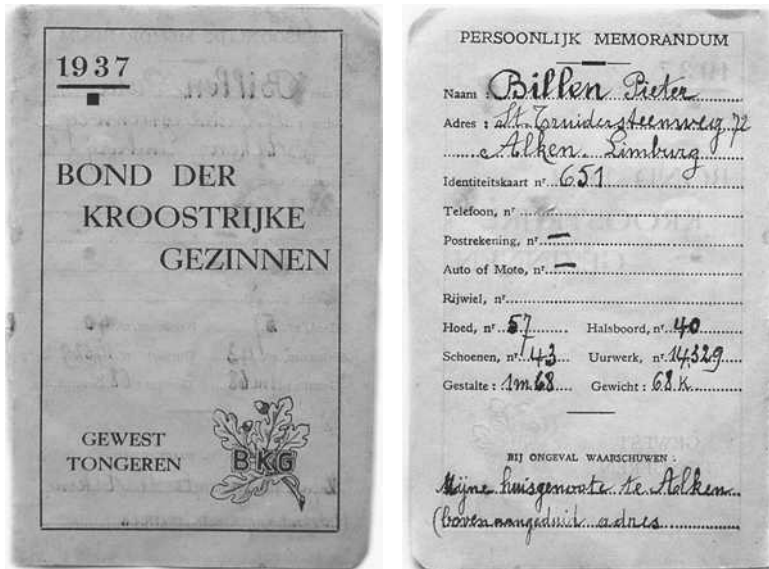 1937
BOND DER
KROOSTRIJKE
GEZINNEN
GEWEST
TONGEREN
B·K·G
PERSOONLIJK MEMORANDUM
Naam : Billen Pieter
Adres : St. Truidersteenweg 72
Alken. Limburg
Identiteitskaart nr 651
Telefoon, nr
Postrekening, nr —
Auto of Moto, nr —
Rijwiel, nr
Hoed, nr 57 Halsboord, nr 40
Schoenen, nr 43 Uurwerk, nr 14529
Gestalte : 1m68 Gewicht : 68 K
BIJ ONGEVAL WAARSCHUWEN :
Mijne huisgenoote te Alken
(bovenaangeduid adres